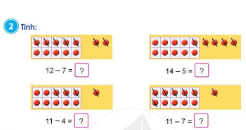 2 Tính:
12 – 7 = ?
14 – 5 = ?
11 – 4 = ?
11 – 7 = ?